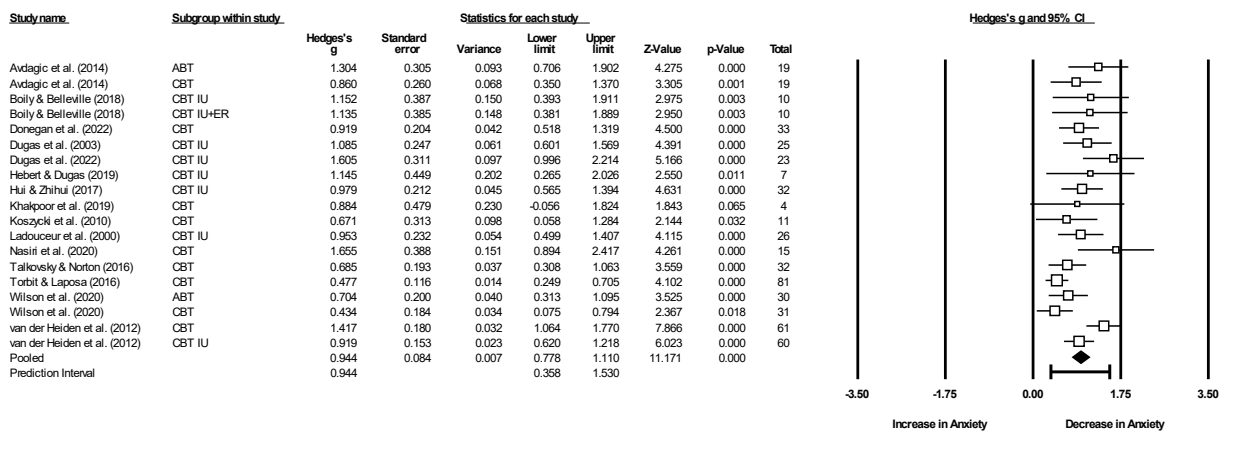 Study name Subgroup within study Statistics for each study Hedges's g and 95% CI
Hedges's g Standard error Variance Lower limit Upper limit Z-Value p-Value Total
Avdagic et al. (2014) ABT 1.304 0.305 0.093 0.706 1.902 4.275 0.000 19
Avdagic et al. (2014) CBT 0.860 0.260 0.068 0.350 1.370 3.305 0.001 19
Boily & Belleville (2018) CBT IU 1.152 0.387 0.150 0.393 1.911 2.975 0.003 10
Boily & Belleville (2018) CBT IU+ER 1.135 0.385 0.148 0.381 1.889 2.950 0.003 10
Donegan et al. (2022) CBT 0.919 0.204 0.042 0.518 1.319 4.500 0.000 33
Dugas et al. (2003) CBT IU 1.085 0.247 0.061 0.601 1.569 4.391 0.000 25
Dugas et al. (2022) CBT IU 1.605 0.311 0.097 0.996 2.214 5.166 0.000 23
Hebert & Dugas (2019) CBT IU 1.145 0.449 0.202 0.265 2.026 2.550 0.011 7
Hui & Zhihui (2017) CBT IU 0.979 0.212 0.045 0.565 1.394 4.631 0.000 32
Khakpoor et al. (2019) CBT 0.884 0.479 0.230 -0.056 1.824 1.843 0.065 4
Koszycki et al. (2010) CBT 0.671 0.313 0.098 0.058 1.284 2.144 0.032 11
Ladouceur et al. (2000) CBT IU 0.953 0.232 0.054 0.499 1.407 4.115 0.000 26
Nasiri et al. (2020) CBT 1.655 0.388 0.151 0.894 2.417 4.261 0.000 15
Talkovsky & Norton (2016) CBT 0.685 0.193 0.037 0.308 1.063 3.559 0.000 32
Torbit & Laposa (2016) CBT 0.477 0.116 0.014 0.249 0.705 4.102 0.000 81
Wilson et al. (2020) ABT 0.704 0.200 0.040 0.313 1.095 3.525 0.000 30
Wilson et al. (2020) CBT 0.434 0.184 0.034 0.075 0.794 2.367 0.018 31
van der Heiden et al. (2012) CBT 1.417 0.180 0.032 1.064 1.770 7.866 0.000 61
van der Heiden et al. (2012) CBT IU 0.919 0.153 0.023 0.620 1.218 6.023 0.000 60
Pooled 0.944 0.084 0.007 0.778 1.110 11.171 0.000
Prediction Interval 0.944 0.358 1.530
-3.50 -1.75 0.00 1.75 3.50
Increase in Anxiety Decrease in Anxiety